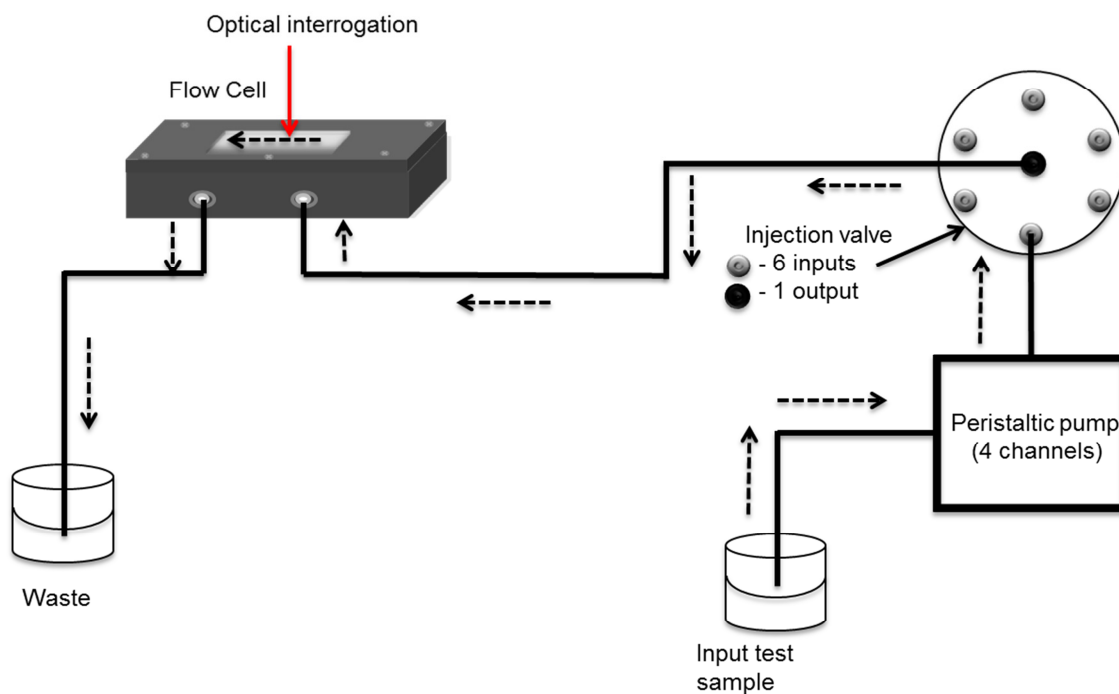 Optical interrogation
Flow Cell
Injection valve
- 6 inputs
- 1 output
Peristaltic pump
(4 channels)
Waste
Input test
sample